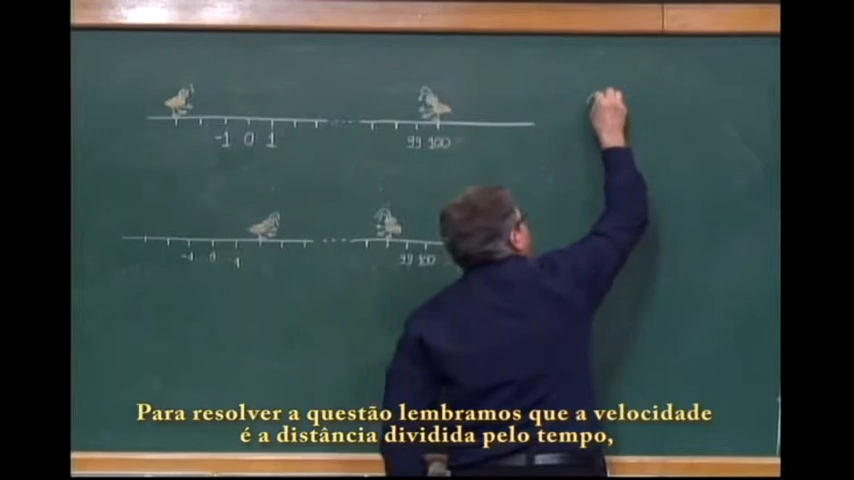 -1 0 1 99 100
-1 0 1 99 100
Para resolver a questão lembramos que a velocidade
é a distância dividida pelo tempo,